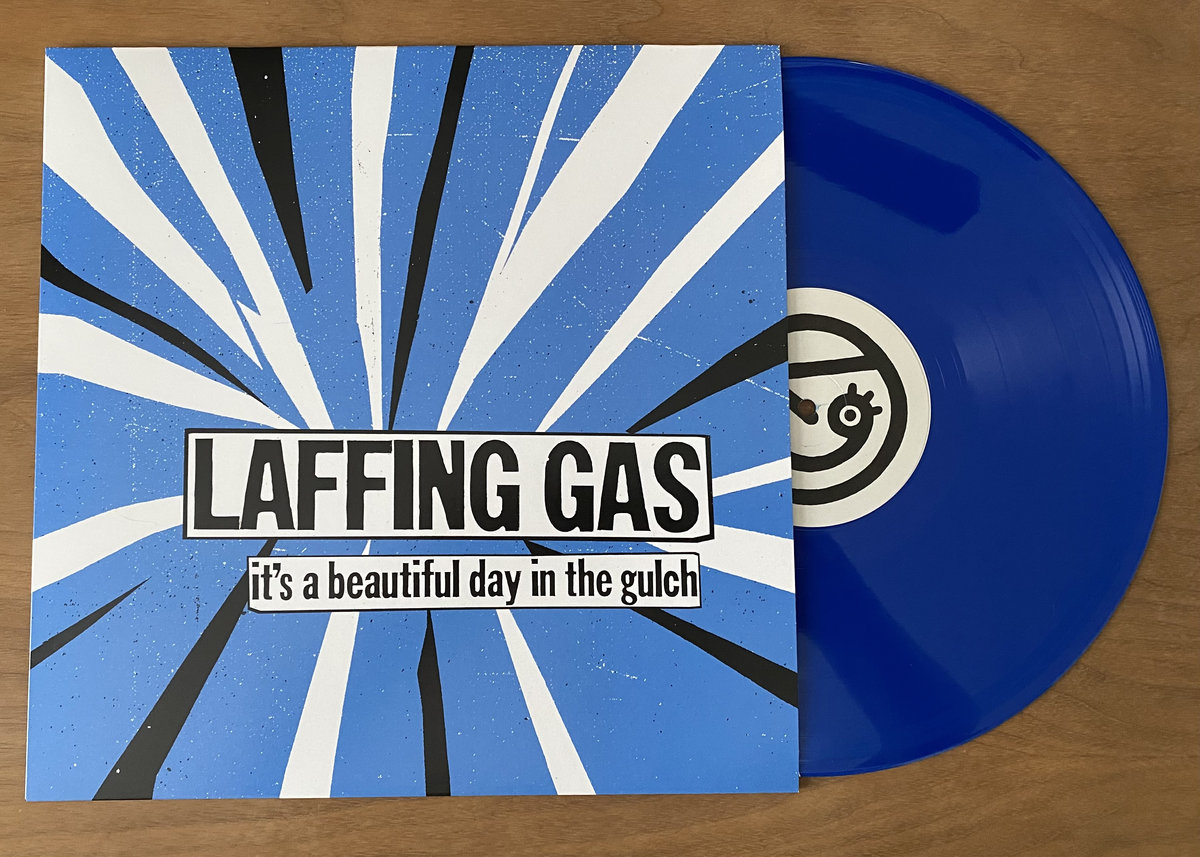 LAFFING GAS
it's a beautiful day in the gulch